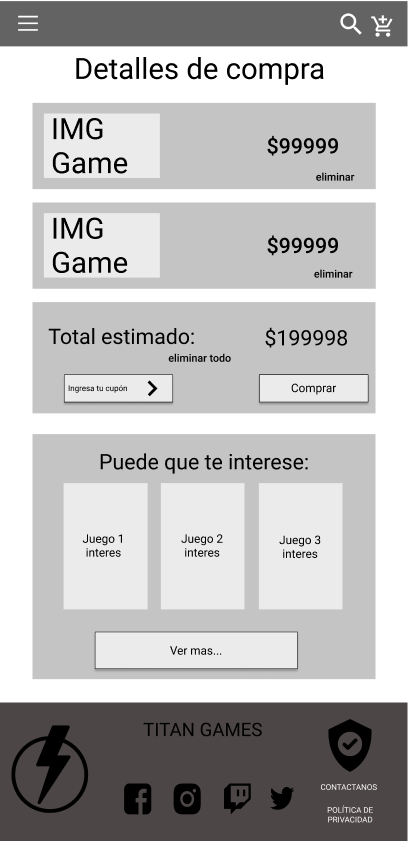 Detalles de compra
IMG
Game
$99999
eliminar
IMG
Game
$99999
eliminar
Total estimado:
$199998
eliminar todo
Ingresa tu cupón
Comprar
Puede que te interese:
Juego 1
interes
Juego 2
interes
Juego 3
interes
Ver mas...
TITAN GAMES
CONTACTANOS
POLÍTICA DE
PRIVACIDAD